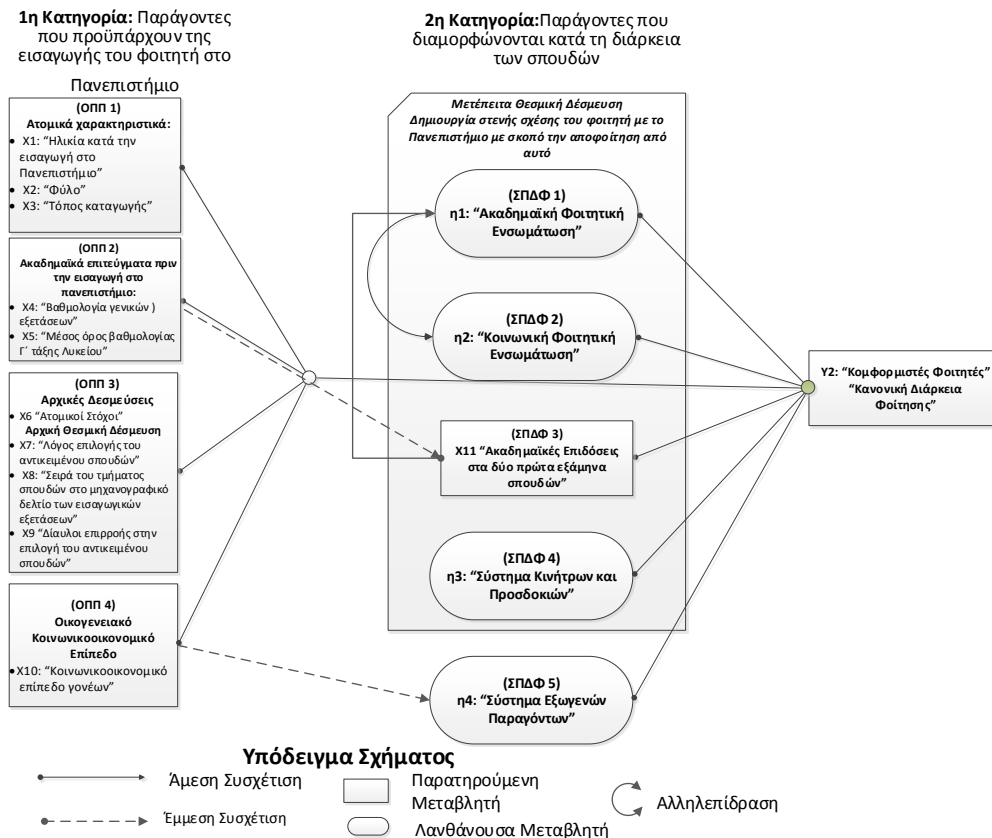 1η Κατηγορία: Παράγοντες
που προϋπάρχουν της
εισαγωγής του φοιτητή στο
Πανεπιστήμιο
(ΟΠΠ 1)
Ατομικά χαρακτηριστικά:
• X1: “Ηλικία κατά την
εισαγωγή στο
Πανεπιστήμιο”
• X2: “Φύλο”
• X3: “Τόπος καταγωγής”
(ΟΠΠ 2)
Ακαδημαϊκά επιτεύγματα πριν
την εισαγωγή στο
πανεπιστήμιο:
• X4: “Βαθμολογία γενικών )
εξετάσεων”
• X5: “Μέσος όρος βαθμολογίας
Γ΄ τάξης Λυκείου”
(ΟΠΠ 3)
Αρχικές Δεσμεύσεις
• X6 “Ατομικοί Στόχοι”
Αρχική Θεσμική Δέσμευση
• X7: “Λόγος επιλογής του
αντικειμένου σπουδών”
• X8: “Σειρά του τμήματος
σπουδών στο μηχανογραφικό
δελτίο των εισαγωγικών
εξετάσεων”
• X9 “Δίαυλοι επιρροής στην
επιλογή του αντικειμένου
σπουδών”
(ΟΠΠ 4)
Οικογενειακό
Κοινωνικοοικονομικό
Επίπεδο
• X10: “Κοινωνικοοικονομικό
επίπεδο γονέων”
2η Κατηγορία:Παράγοντες που
διαμορφώνονται κατά τη διάρκεια
των σπουδών
Μετέπειτα Θεσμική Δέσμευση
Δημιουργία στενής σχέσης του φοιτητή με το
Πανεπιστήμιο με σκοπό την αποφοίτηση από
αυτό
(ΣΠΔΦ 1)
η1: “Ακαδημαϊκή Φοιτητική
Ενσωμάτωση”
(ΣΠΔΦ 2)
η2: “Κοινωνική Φοιτητική
Ενσωμάτωση”
(ΣΠΔΦ 3)
X11 “Ακαδημαϊκές Επιδόσεις
στα δύο πρώτα εξάμηνα
σπουδών”
(ΣΠΔΦ 4)
η3: “Σύστημα Κινήτρων και
Προσδοκιών”
(ΣΠΔΦ 5)
η4: “Σύστημα Εξωγενών
Παραγόντων”
Υ2: “Κομφορμιστές Φοιτητές”
“Κανονική Διάρκεια
Φοίτησης”
Υπόδειγμα Σχήματος
Άμεση Συσχέτιση
Έμμεση Συσχέτιση
Παρατηρούμενη
Μεταβλητή
Λανθάνουσα Μεταβλητή
Αλληλεπίδραση